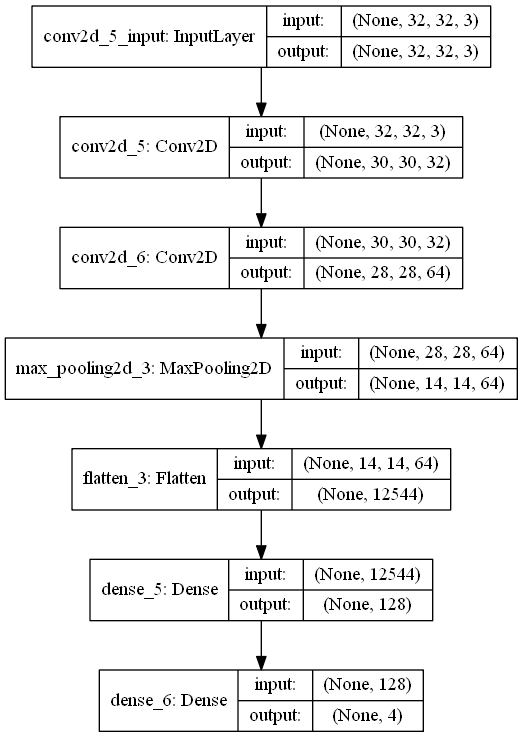 conv2d_5_input: InputLayer
input: (None, 32, 32, 3)
output: (None, 32, 32, 3)
conv2d_5: Conv2D
input: (None, 32, 32, 3)
output: (None, 30, 30, 32)
conv2d_6: Conv2D
input: (None, 30, 30, 32)
output: (None, 28, 28, 64)
max_pooling2d_3: MaxPooling2D
input: (None, 28, 28, 64)
output: (None, 14, 14, 64)
flatten_3: Flatten
input: (None, 14, 14, 64)
output: (None, 12544)
dense_5: Dense
input: (None, 12544)
output: (None, 128)
dense_6: Dense
input: (None, 128)
output: (None, 4)